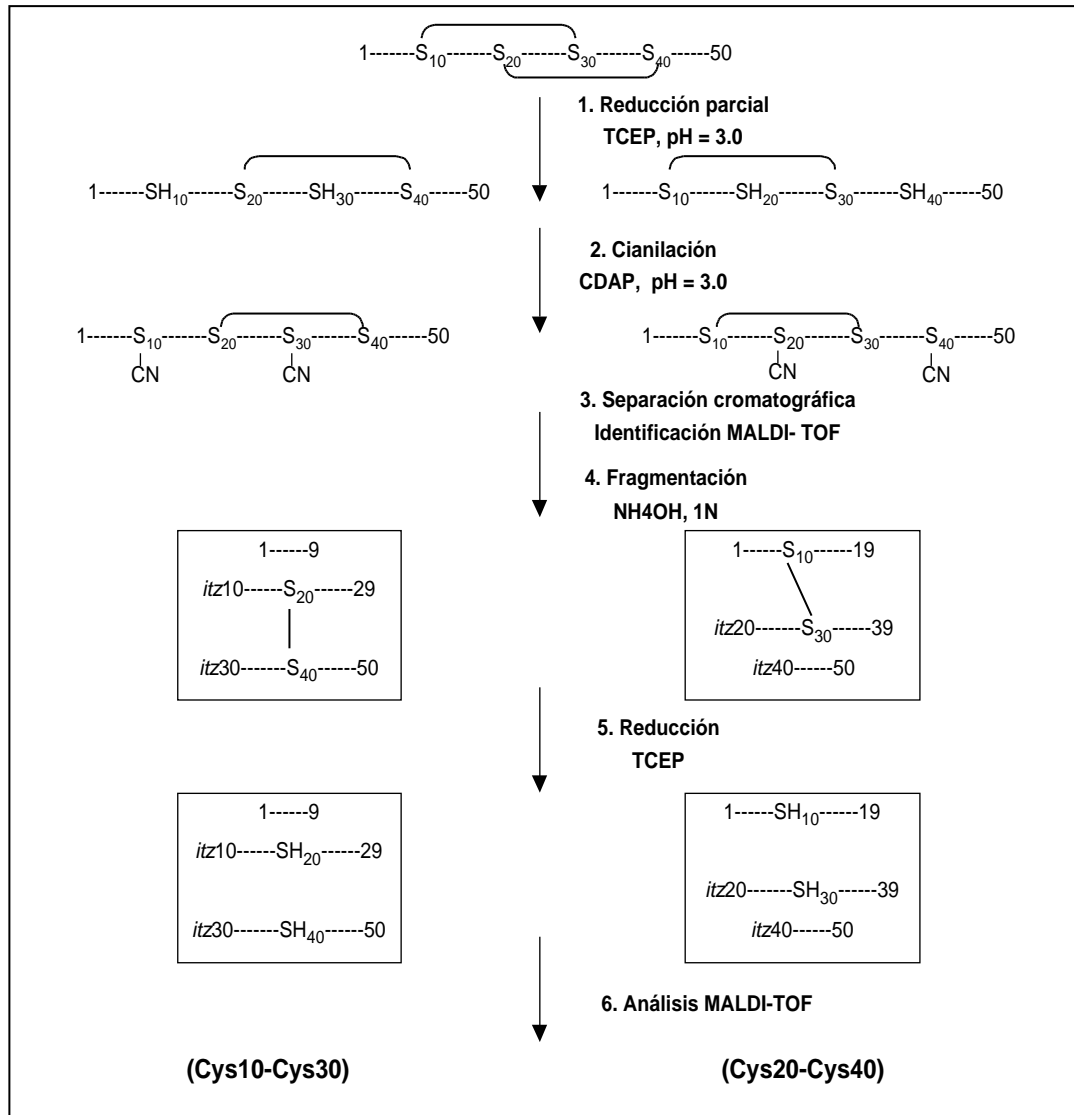 1------S10-------S20-------S30-------S40------50
1. Reducción parcial
TCEP, pH = 3.0
1------SH10------S20------SH30------S40-----50
1------S10------SH20------S30------SH40-----50
2. Cianilación
CDAP, pH = 3.0
1------S10-------S20------S30------S40------50
CN CN
1------S10------S20-------S30------S40------50
CN CN
3. Separación cromatográfica
Identificación MALDI- TOF
4. Fragmentación
NH4OH, 1N
1------9
itz10------S20------29
itz30-------S40------50
1------S10------19
itz20-------S30------39
itz40------50
5. Reducción
TCEP
1------9
itz10------SH20------29
itz30-------SH40------50
1------SH10------19
itz20-------SH30------39
itz40------50
6. Análisis MALDI-TOF
(Cys10-Cys30)
(Cys20-Cys40)